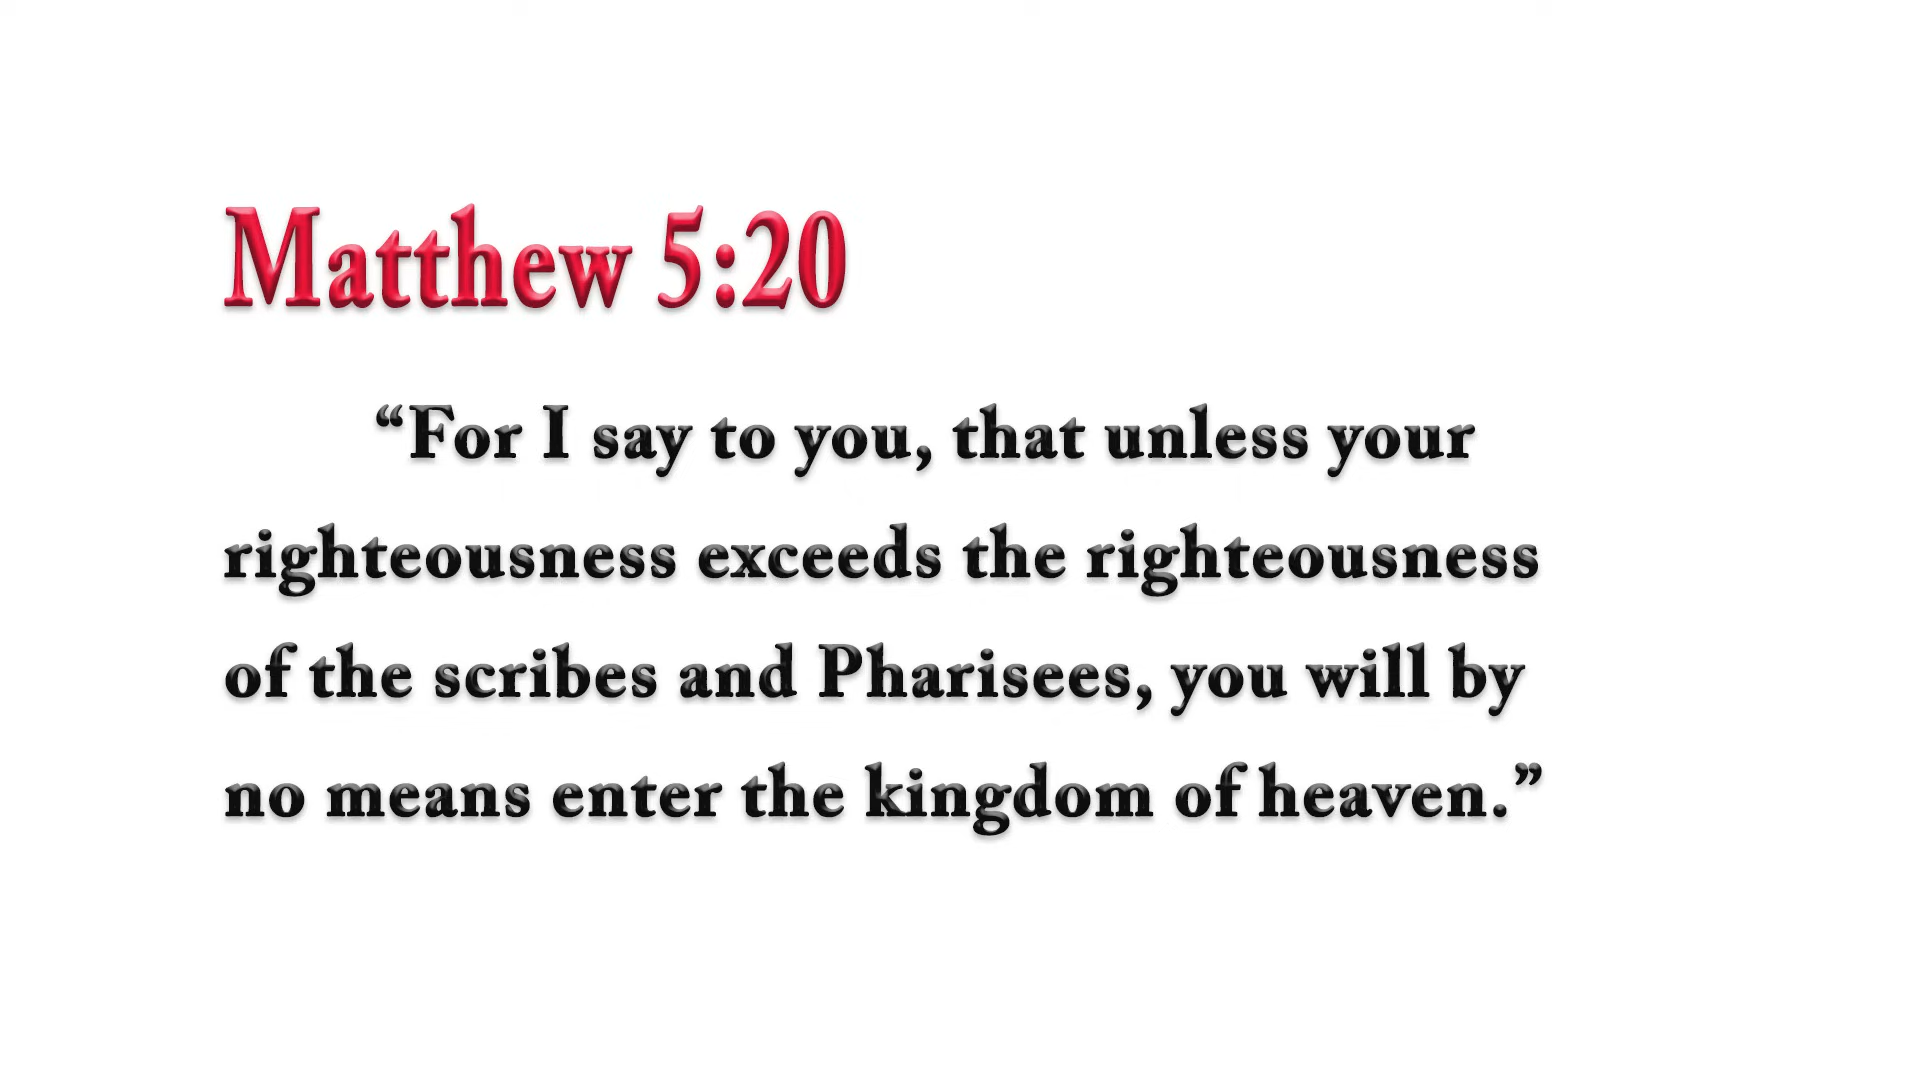 Matthew 5:20
“For I say to you, that unless your
righteousness exceeds the righteousness
of the scribes and Pharisees, you will by
no means enter the kingdom of heaven.”